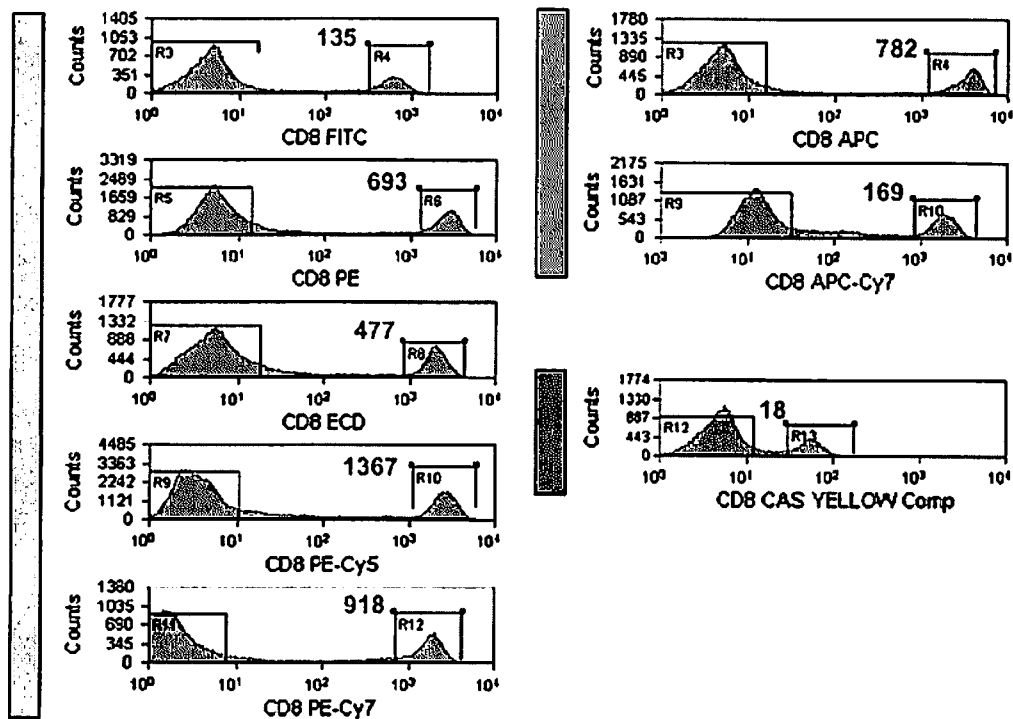 1405
1053
702
351
0
Counts
R3
135
R4
10⁰ 10¹ 10² 10³ 10⁴
CD8 FITC
3319
2489
1659
829
0
Counts
R5
693
R6
10⁰ 10¹ 10² 10³ 10⁴
CD8 PE
1777
1332
888
444
0
Counts
R7
477
R8
10⁰ 10¹ 10² 10³ 10⁴
CD8 ECD
4485
3363
2242
1121
0
Counts
R9
1367
R10
10⁰ 10¹ 10² 10³ 10⁴
CD8 PE-Cy5
1380
1035
690
345
0
Counts
R11
918
R12
10⁰ 10¹ 10² 10³ 10⁴
CD8 PE-Cy7
1780
1335
890
445
0
Counts
R3
782
R4
10⁰ 10¹ 10² 10³ 10⁴
CD8 APC
2175
1631
1087
543
0
Counts
R9
169
R10
10¹ 10² 10³ 10⁴
CD8 APC-Cy7
1774
1330
887
443
0
Counts
R12
18
R13
10⁰ 10¹ 10² 10³ 10⁴
CD8 CAS YELLOW Comp